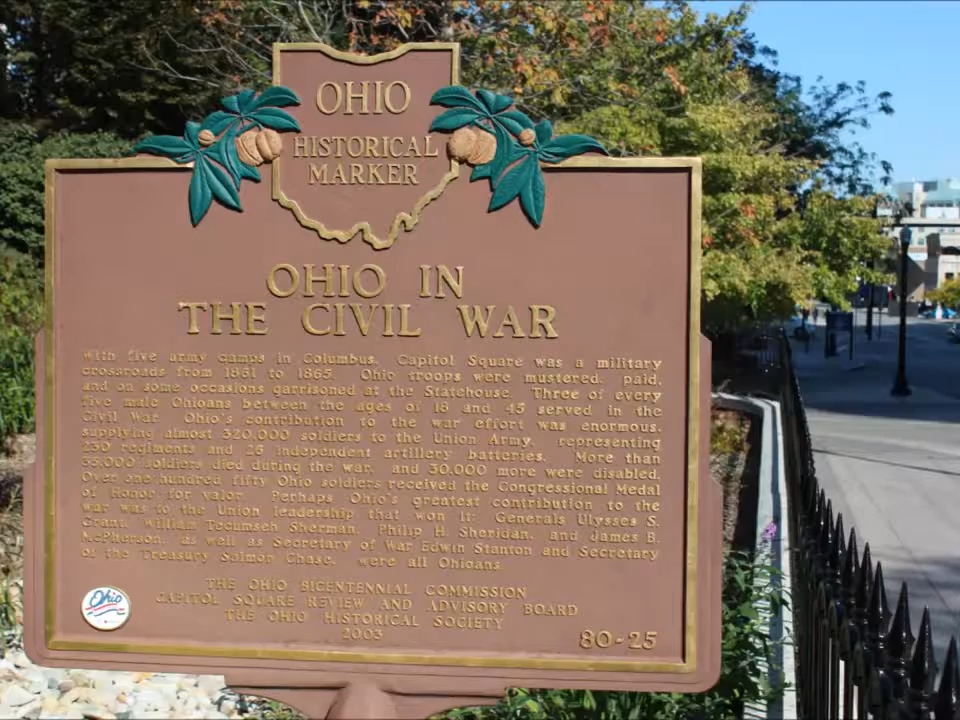 OHIO
HISTORICAL
MARKER
OHIO IN
THE CIVIL WAR
With five army camps in Columbus, Capitol Square was a military
crossroads from 1861 to 1865. Ohio troops were mustered, paid,
and on some occasions garrisoned at the Statehouse. Three of every
five male Ohioans between the ages of 18 and 45 served in the
Civil War. Ohio's contribution to the war effort was enormous,
supplying almost 320,000 soldiers to the Union Army, representing
230 regiments and 26 independent artillery batteries. More than
35,000 soldiers died during the war, and 30,000 more were disabled.
Over one hundred fifty Ohio soldiers received the Congressional Medal
of Honor for valor. Perhaps Ohio's greatest contribution to the
war was to the Union leadership that won it: Generals Ulysses S.
Grant, William Tecumseh Sherman, Philip H. Sheridan, and James B.
McPherson, as well as Secretary of War Edwin Stanton and Secretary
of the Treasury Salmon Chase, were all Ohioans.
THE OHIO BICENTENNIAL COMMISSION
CAPITOL SQUARE REVIEW AND ADVISORY BOARD
THE OHIO HISTORICAL SOCIETY
2003
80-25
Ohio